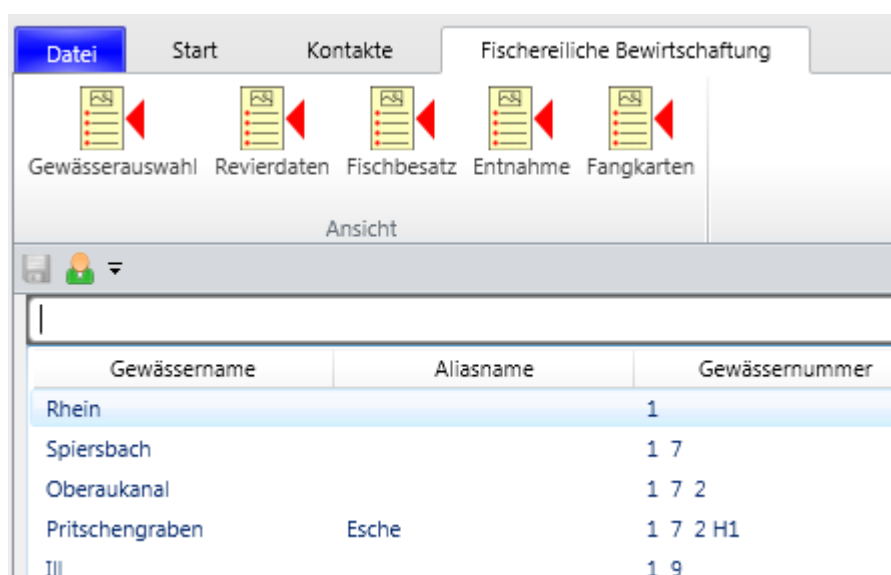 Datei Start Kontakte Fischereiliche Bewirtschaftung
Gewässerauswahl Revierdaten Fischbesatz Entnahme Fangkarten
Ansicht
Gewässername Aliasname Gewässernummer
Rhein 1
Spiersbach 1 7
Oberaukanal 1 7 2
Pritschengraben Esche 1 7 2 H1
Ill 1 9